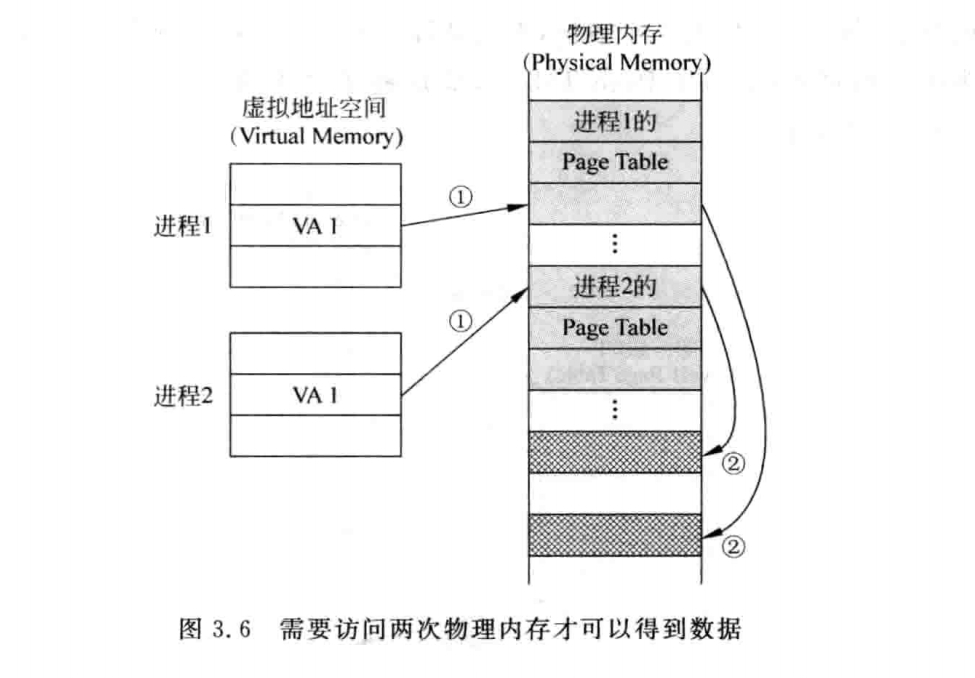 物理内存
(Physical Memory)
虚拟地址空间
(Virtual Memory)
进程1的
Page Table
①
进程1
VA 1
⋮
进程2的
①
Page Table
进程2
VA 1
⋮
②
②
图 3.6 需要访问两次物理内存才可以得到数据